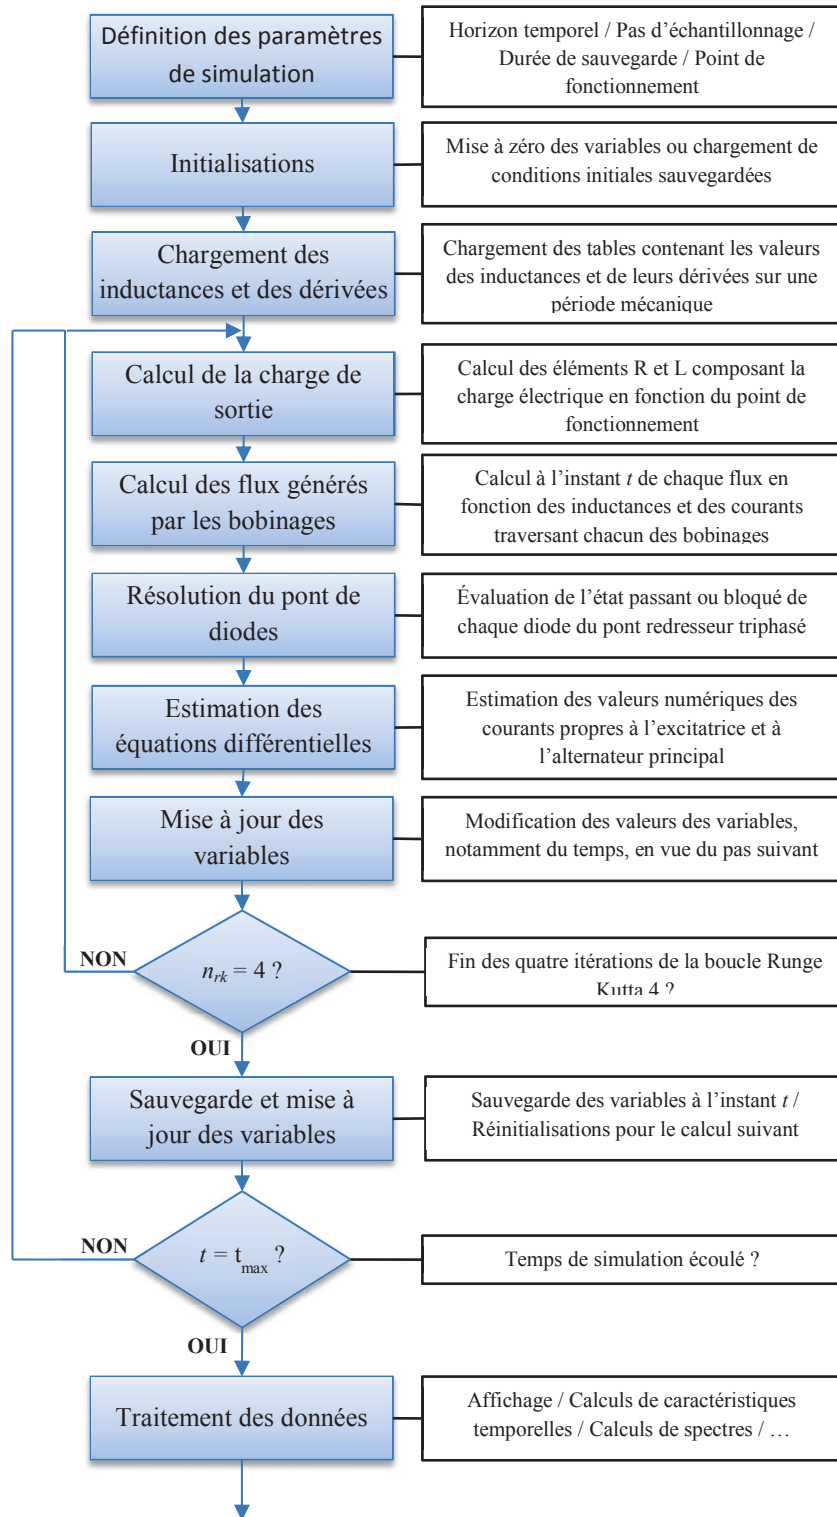 Définition des paramètres
de simulation
Horizon temporel / Pas d'échantillonnage /
Durée de sauvegarde / Point de
fonctionnement
Initialisations
Mise à zéro des variables ou chargement de
conditions initiales sauvegardées
Chargement des
inductances et des dérivées
Chargement des tables contenant les valeurs
des inductances et de leurs dérivées sur une
période mécanique
Calcul de la charge de
sortie
Calcul des éléments R et L composant la
charge électrique en fonction du point de
fonctionnement
Calcul des flux générés
par les bobinages
Calcul à l'instant t de chaque flux en
fonction des inductances et des courants
traversant chacun des bobinages
Résolution du pont de
diodes
Évaluation de l'état passant ou bloqué de
chaque diode du pont redresseur triphasé
Estimation des
équations différentielles
Estimation des valeurs numériques des
courants propres à l'excitatrice et à
l'alternateur principal
Mise à jour des
variables
Modification des valeurs des variables,
notamment du temps, en vue du pas suivant
NON
n_rk = 4 ?
Fin des quatre itérations de la boucle Runge
Kutta 4 ?
OUI
Sauvegarde et mise à
jour des variables
Sauvegarde des variables à l'instant t /
Réinitialisations pour le calcul suivant
NON
t = t_max ?
Temps de simulation écoulé ?
OUI
Traitement des données
Affichage / Calculs de caractéristiques
temporelles / Calculs de spectres / …